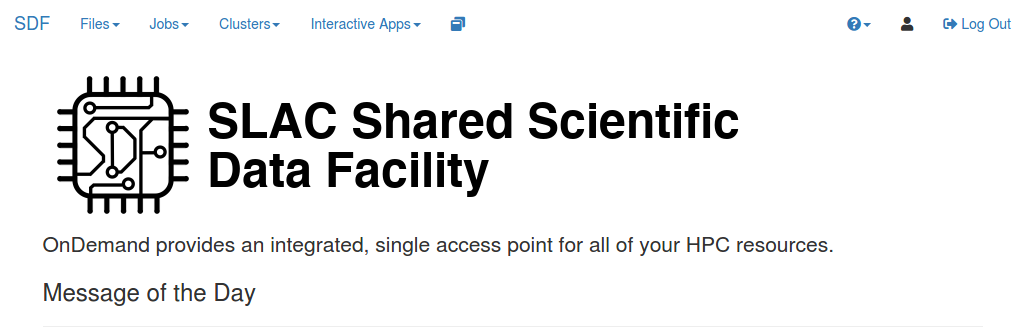 SDF Files Jobs Clusters Interactive Apps Log Out
SLAC Shared Scientific
Data Facility
OnDemand provides an integrated, single access point for all of your HPC resources.
Message of the Day